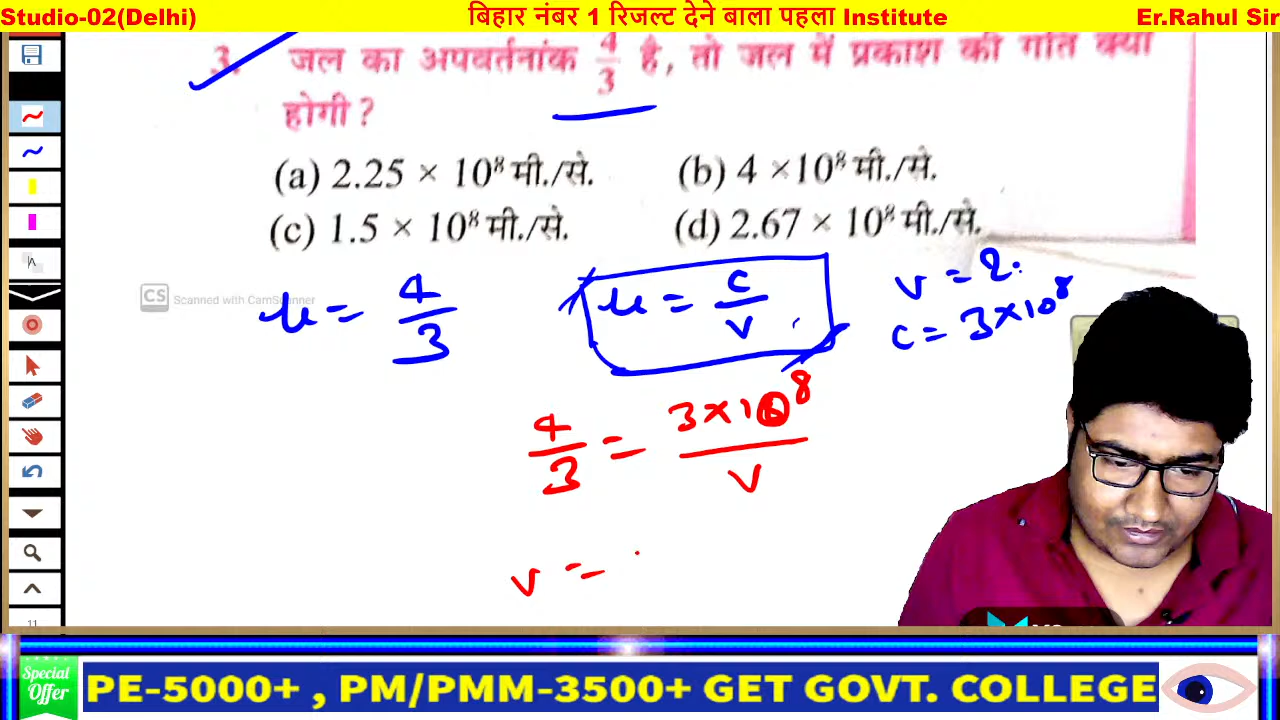 Studio-02(Delhi) बिहार नंबर 1 रिजल्ट देने बाला पहला Institute Er.Rahul Sir
3. जल का अपवर्तनांक 4/3 है, तो जल में प्रकाश की गति क्या
होगी?
(a) 2.25 × 10⁸ मी./से. (b) 4 ×10⁸ मी./से.
(c) 1.5 × 10⁸ मी./से. (d) 2.67 × 10⁸ मी./से.
CS Scanned with CamScanner
μ = 4/3 μ = c/v v = ?
c = 3×10⁸
4/3 = 3×10⁸/v
v =
11
Special
Offer
PE-5000+ , PM/PMM-3500+ GET GOVT. COLLEGE